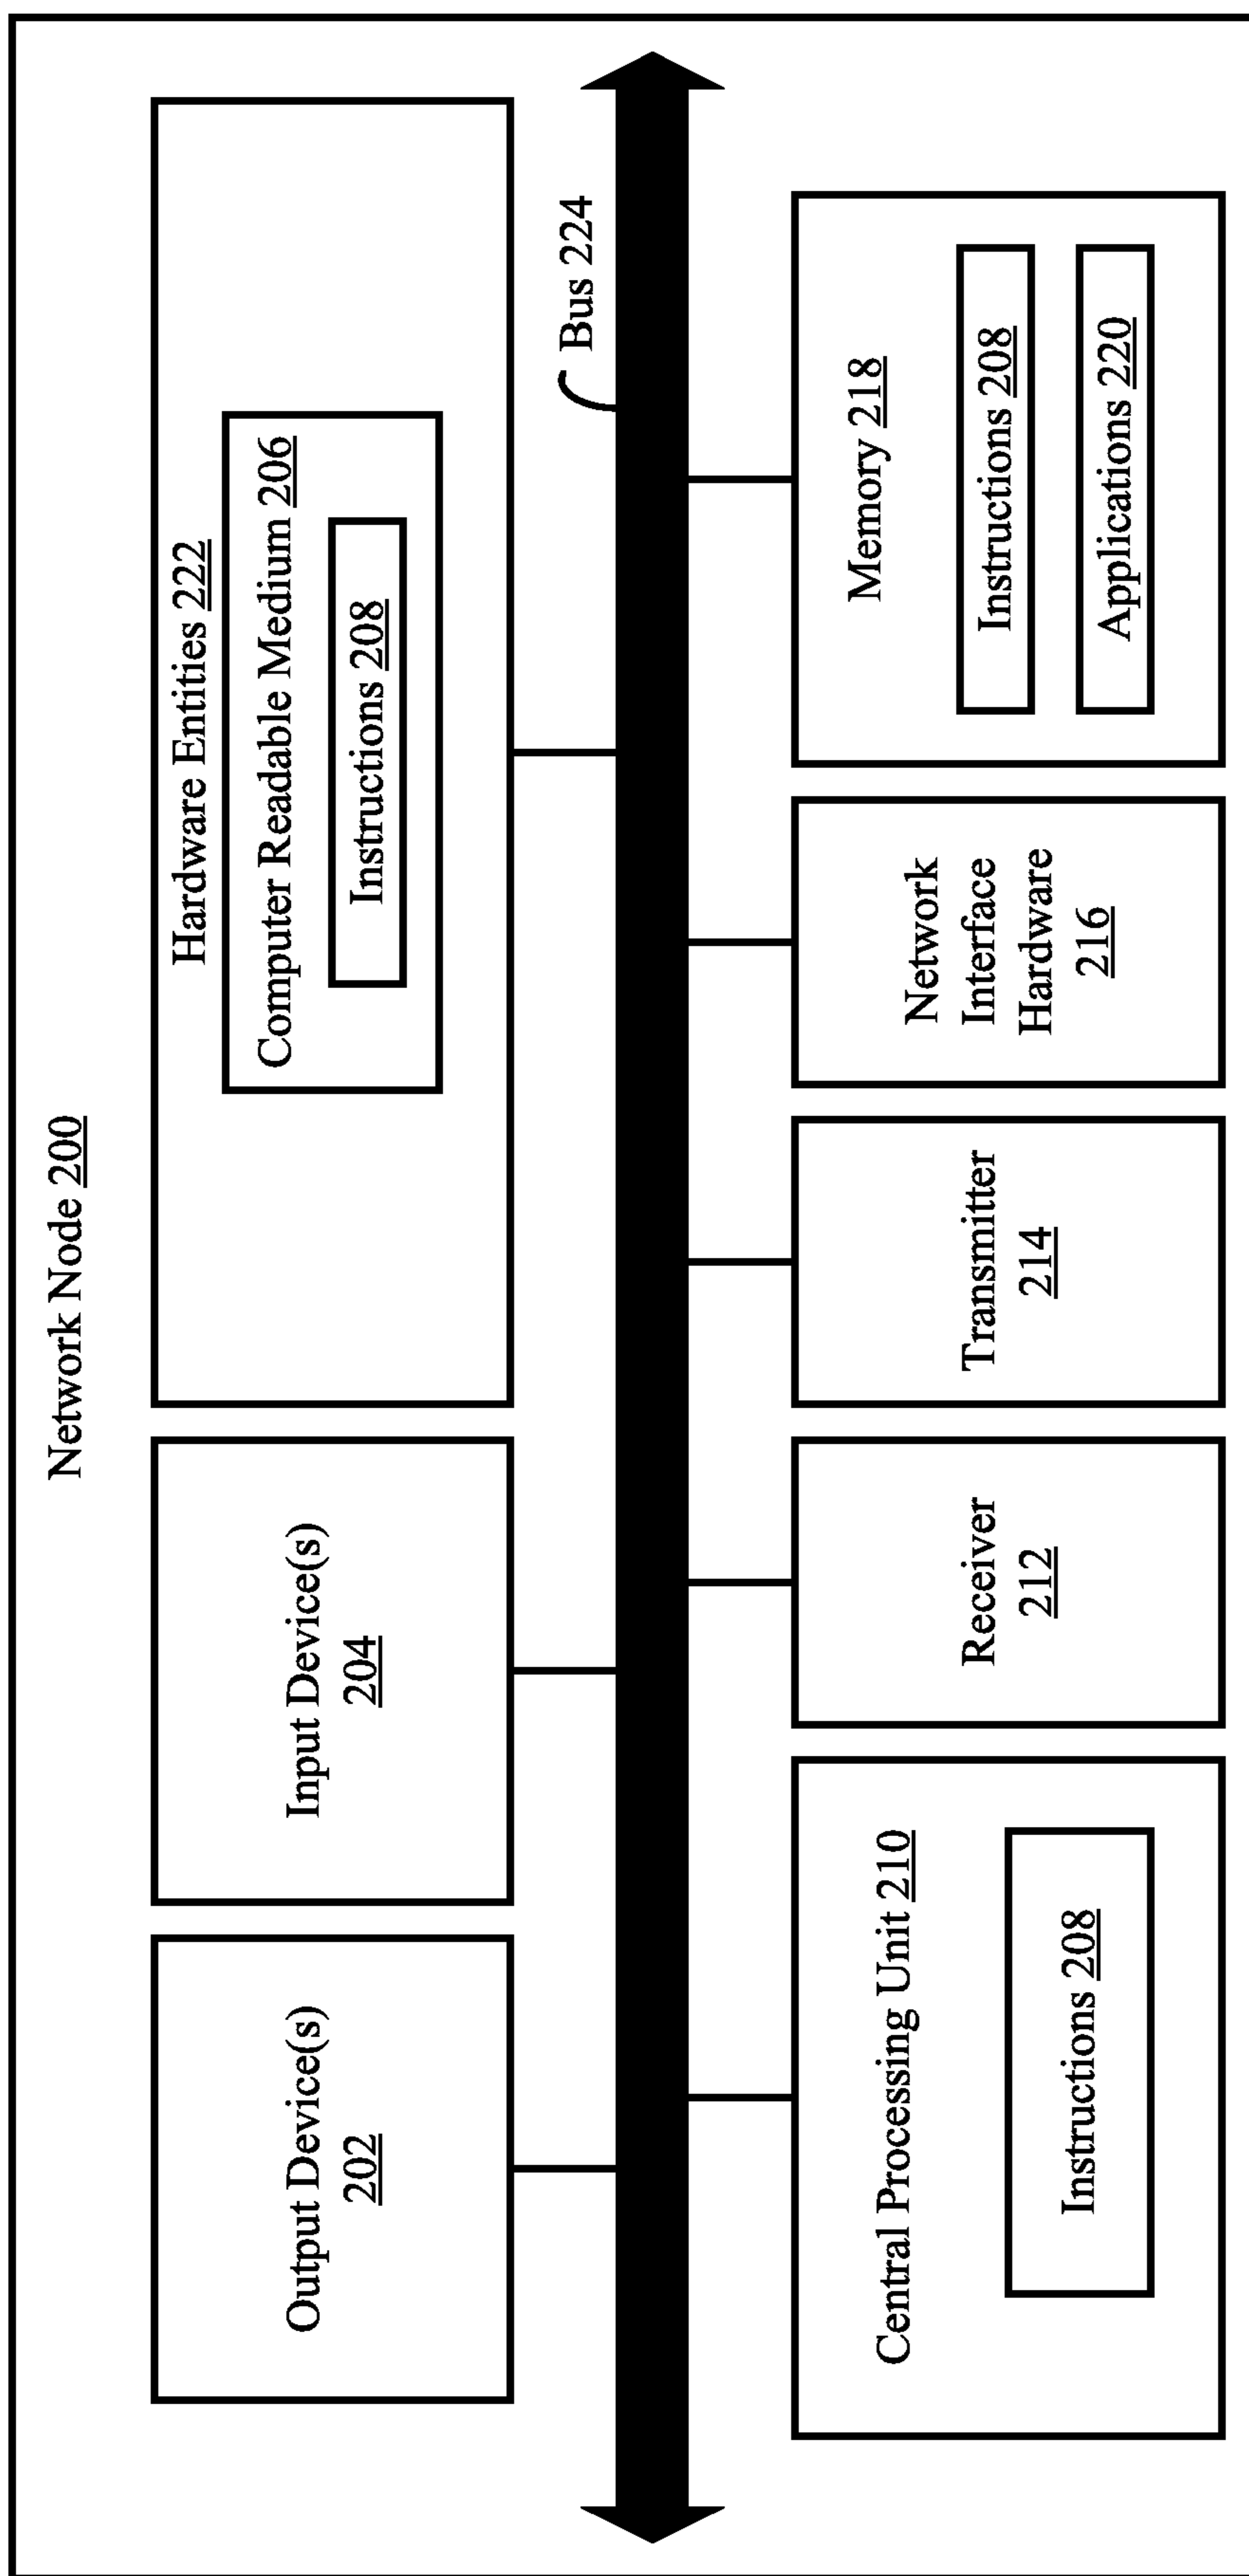 Network Node 200
Output Device(s)
202
Input Device(s)
204
Hardware Entities 222
Computer Readable Medium 206
Instructions 208
Bus 224
Central Processing Unit 210
Instructions 208
Receiver
212
Transmitter
214
Network
Interface
Hardware
216
Memory 218
Instructions 208
Applications 220